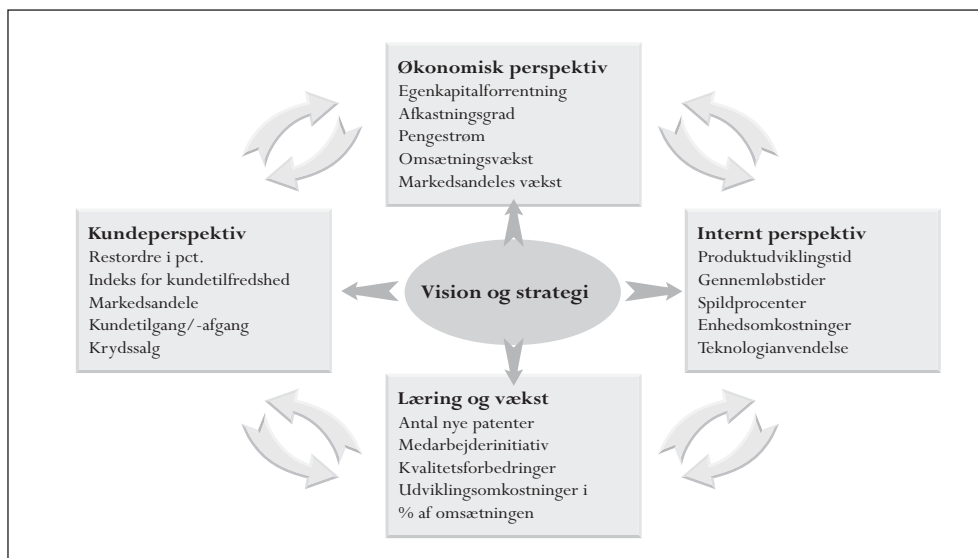 Økonomisk perspektiv
Egenkapitalforrentning
Afkastningsgrad
Pengestrøm
Omsætningsvækst
Markedsandeles vækst
Kundeperspektiv
Restordre i pct.
Indeks for kundetilfredshed
Markedsandele
Kundetilgang/-afgang
Krydssalg
Vision og strategi
Internt perspektiv
Produktudviklingstid
Gennemløbstider
Spildprocenter
Enhedsomkostninger
Teknologianvendelse
Læring og vækst
Antal nye patenter
Medarbejderinitiativ
Kvalitetsforbedringer
Udviklingsomkostninger i
% af omsætningen